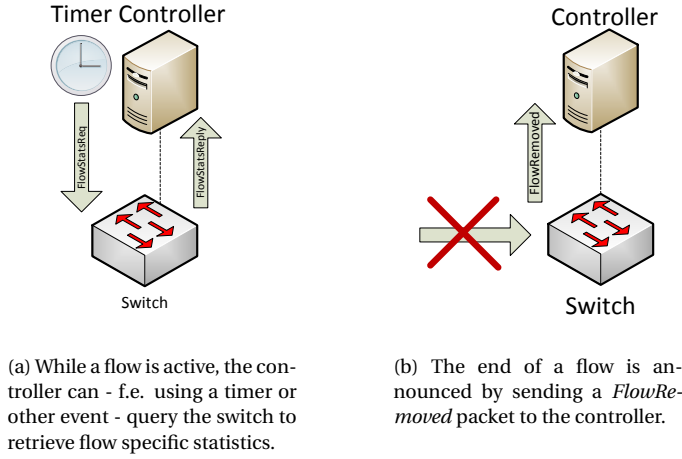 Timer Controller
FlowStatsReq
FlowStatsReply
Switch
(a) While a flow is active, the con-
troller can - f.e. using a timer or
other event - query the switch to
retrieve flow specific statistics.
Controller
FlowRemoved
Switch
(b) The end of a flow is an-
nounced by sending a FlowRe-
moved packet to the controller.